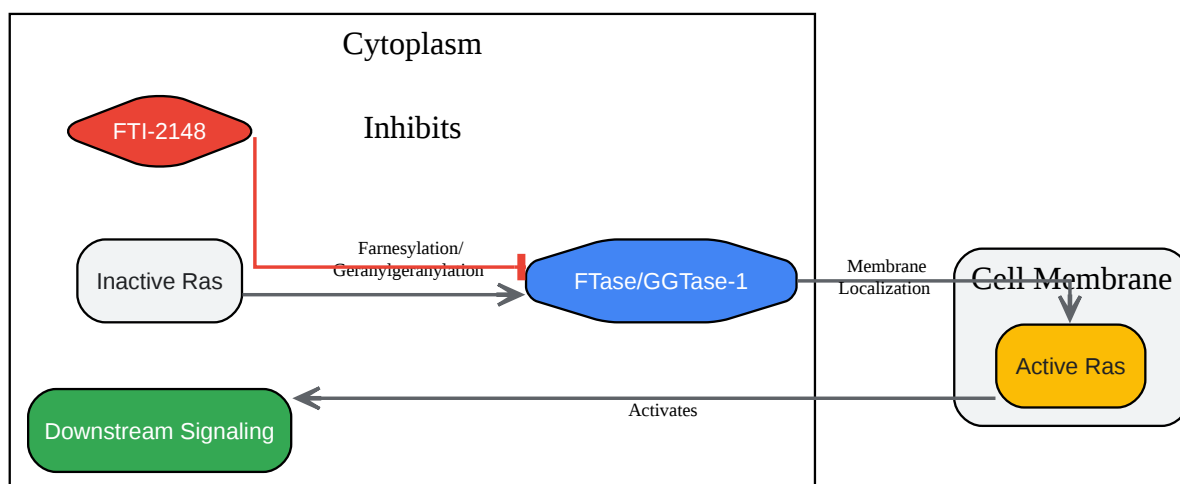 Cytoplasm
FTI-2148
Inhibits
Farnesylation/
Geranylgeranylation
Inactive Ras
FTase/GGTase-1
Membrane
Localization
Cell Membrane
Active Ras
Activates
Downstream Signaling